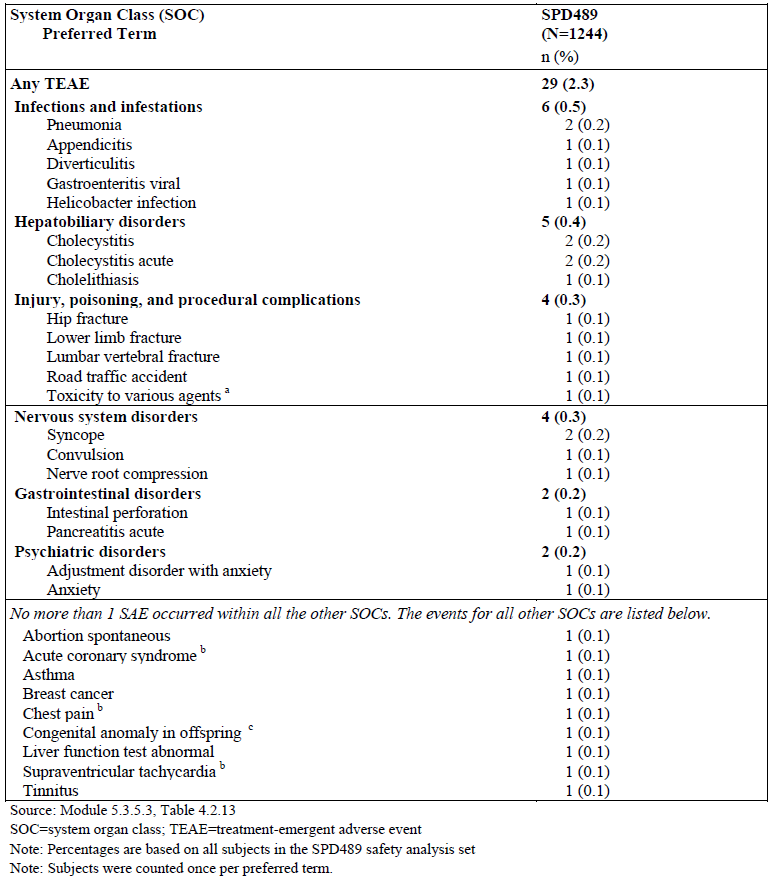 System Organ Class (SOC) SPD489
Preferred Term (N=1244)
n (%)
Any TEAE 29 (2.3)
Infections and infestations 6 (0.5)
Pneumonia 2 (0.2)
Appendicitis 1 (0.1)
Diverticulitis 1 (0.1)
Gastroenteritis viral 1 (0.1)
Helicobacter infection 1 (0.1)
Hepatobiliary disorders 5 (0.4)
Cholecystitis 2 (0.2)
Cholecystitis acute 2 (0.2)
Cholelithiasis 1 (0.1)
Injury, poisoning, and procedural complications 4 (0.3)
Hip fracture 1 (0.1)
Lower limb fracture 1 (0.1)
Lumbar vertebral fracture 1 (0.1)
Road traffic accident 1 (0.1)
Toxicity to various agents a 1 (0.1)
Nervous system disorders 4 (0.3)
Syncope 2 (0.2)
Convulsion 1 (0.1)
Nerve root compression 1 (0.1)
Gastrointestinal disorders 2 (0.2)
Intestinal perforation 1 (0.1)
Pancreatitis acute 1 (0.1)
Psychiatric disorders 2 (0.2)
Adjustment disorder with anxiety 1 (0.1)
Anxiety 1 (0.1)
No more than 1 SAE occurred within all the other SOCs. The events for all other SOCs are listed below.
Abortion spontaneous 1 (0.1)
Acute coronary syndrome b 1 (0.1)
Asthma 1 (0.1)
Breast cancer 1 (0.1)
Chest pain b 1 (0.1)
Congenital anomaly in offspring c 1 (0.1)
Liver function test abnormal 1 (0.1)
Supraventricular tachycardia b 1 (0.1)
Tinnitus 1 (0.1)
Source: Module 5.3.5.3, Table 4.2.13
SOC=system organ class; TEAE=treatment-emergent adverse event
Note: Percentages are based on all subjects in the SPD489 safety analysis set
Note: Subjects were counted once per preferred term.